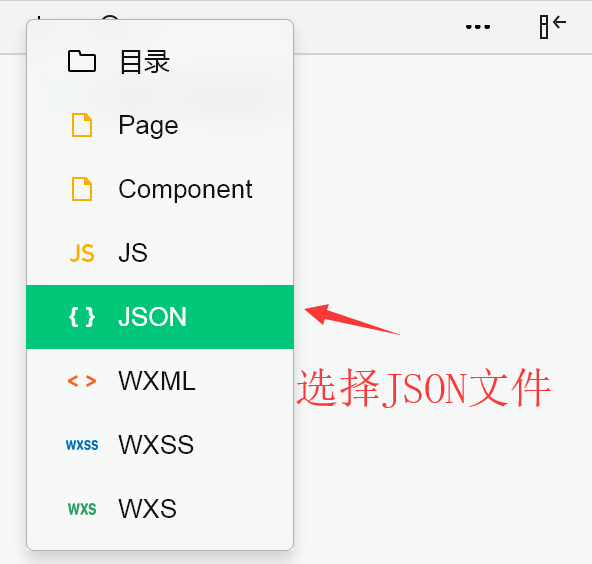 目录
Page
Component
JS JS
{ } JSON
< > WXML
选择JSON文件
WXSS WXSS
WXS WXS